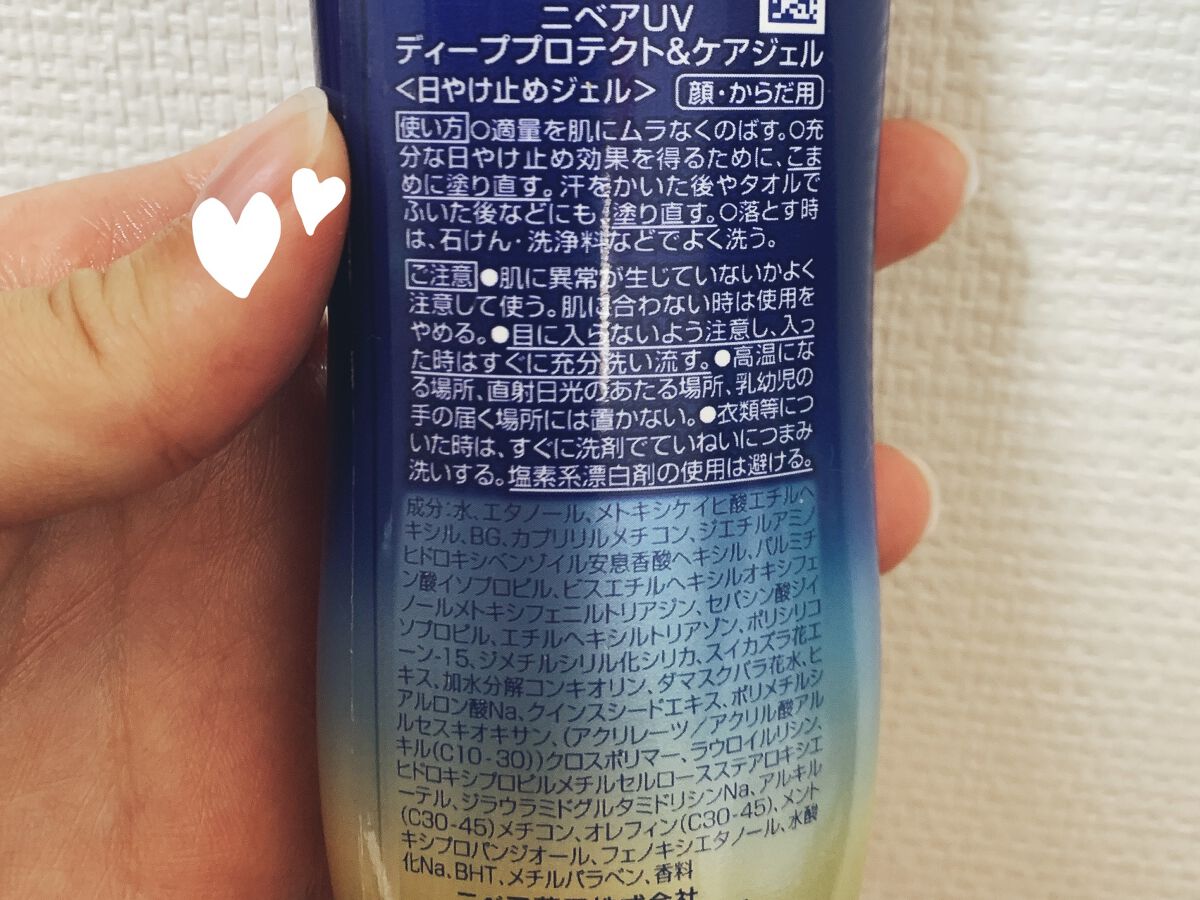 ニベアUV
ディーププロテクト&ケアジェル
<日やけ止めジェル> 顔・からだ用
使い方 ○適量を肌にムラなくのばす。○充
分な日やけ止め効果を得るために、こま
めに塗り直す。汗をかいた後やタオルで
ふいた後などにも、塗り直す。○落とす時
は、石けん・洗浄料などでよく洗う。
ご注意 ●肌に異常が生じていないかよく
注意して使う。肌に合わない時は使用を
やめる。●目に入らないよう注意し、入っ
た時はすぐに充分洗い流す。●高温にな
る場所、直射日光のあたる場所、乳幼児の
手の届く場所には置かない。●衣類等につ
いた時は、すぐに洗剤でていねいにつまみ
洗いする。塩素系漂白剤の使用は避ける。
成分:水、エタノール、メトキシケイヒ酸エチルヘ
キシル、BG、カプリリルメチコン、ジエチルアミノ
ヒドロキシベンゾイル安息香酸ヘキシル、パルミチ
ン酸イソプロピル、ビスエチルヘキシルオキシフェ
ノールメトキシフェニルトリアジン、セバシン酸ジイ
ソプロピル、エチルヘキシルトリアゾン、ポリシリコ
ーン-15、ジメチルシリル化シリカ、スイカズラ花エ
キス、加水分解コンキオリン、ダマスクバラ花水、ヒ
アルロン酸Na、クインスシードエキス、ポリメチルシ
ルセスキオキサン、(アクリレーツ/アクリル酸アル
キル(C10-30))クロスポリマー、ラウロイルリシン、
ヒドロキシプロピルメチルセルロースステアロキシエ
ーテル、ジラウラミドグルタミドリシンNa、アルキル
(C30-45)メチコン、オレフィン(C30-45)、メント
キシプロパンジオール、フェノキシエタノール、水酸
化Na、BHT、メチルパラベン、香料